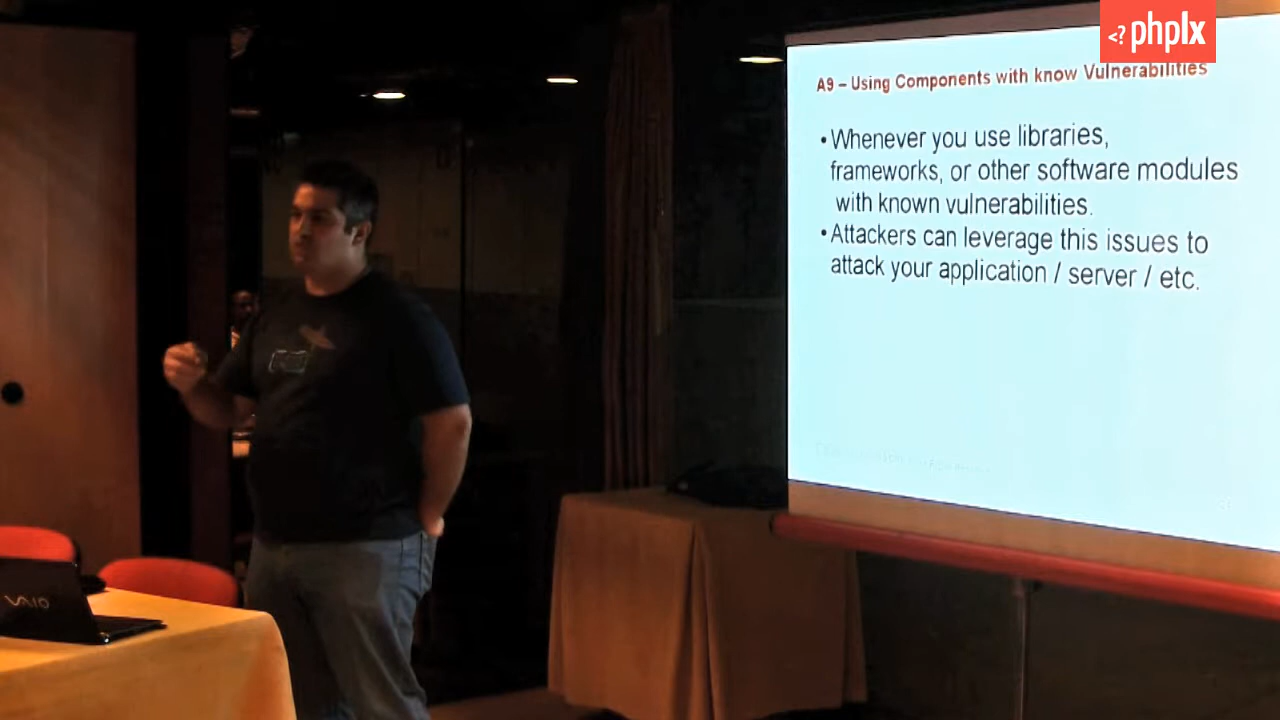 <? phplx
A9 – Using Components with know Vulnerabilities
•Whenever you use libraries,
frameworks, or other software modules
with known vulnerabilities.
•Attackers can leverage this issues to
attack your application / server / etc.
VAIO